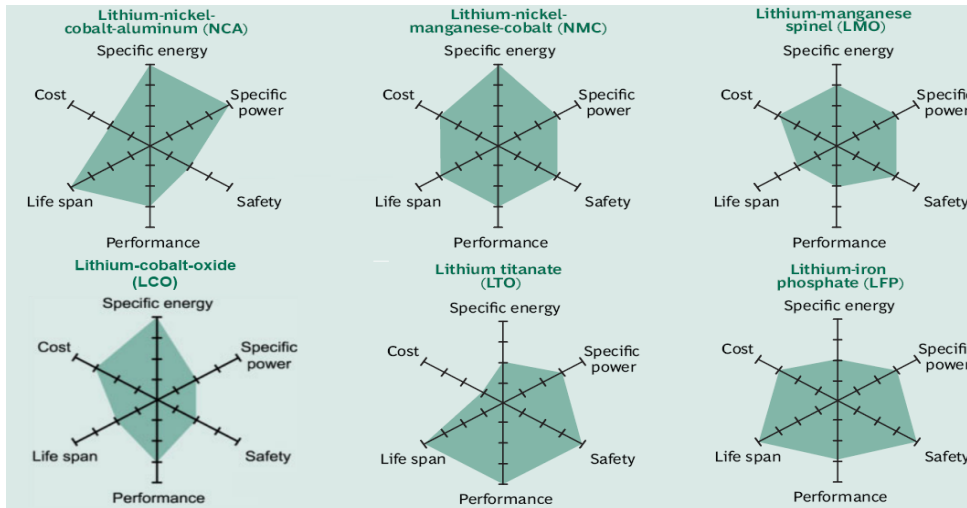 Lithium-nickel-
cobalt-aluminum (NCA)
Specific energy
Cost
Specific
power
Life span
Safety
Performance
Lithium-nickel-
manganese-cobalt (NMC)
Specific energy
Cost
Specific
power
Life span
Safety
Performance
Lithium-manganese
spinel (LMO)
Specific energy
Cost
Specific
power
Life span
Safety
Performance
Lithium-cobalt-oxide
(LCO)
Specific energy
Cost
Specific
power
Life span
Safety
Performance
Lithium titanate
(LTO)
Specific energy
Cost
Specific
power
Life span
Safety
Performance
Lithium-iron
phosphate (LFP)
Specific energy
Cost
Specific
power
Life span
Safety
Performance